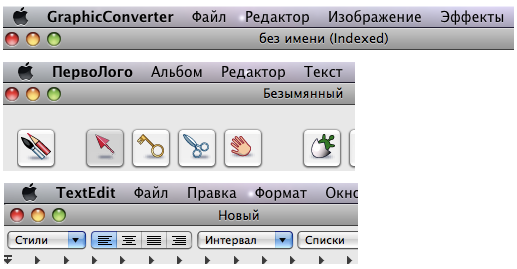 GraphicConverter Файл Редактор Изображение Эффекты
без имени (Indexed)
ПервоЛого Альбом Редактор Текст
Безымянный
TextEdit Файл Правка Формат Окно
Новый
Стили Интервал Списки